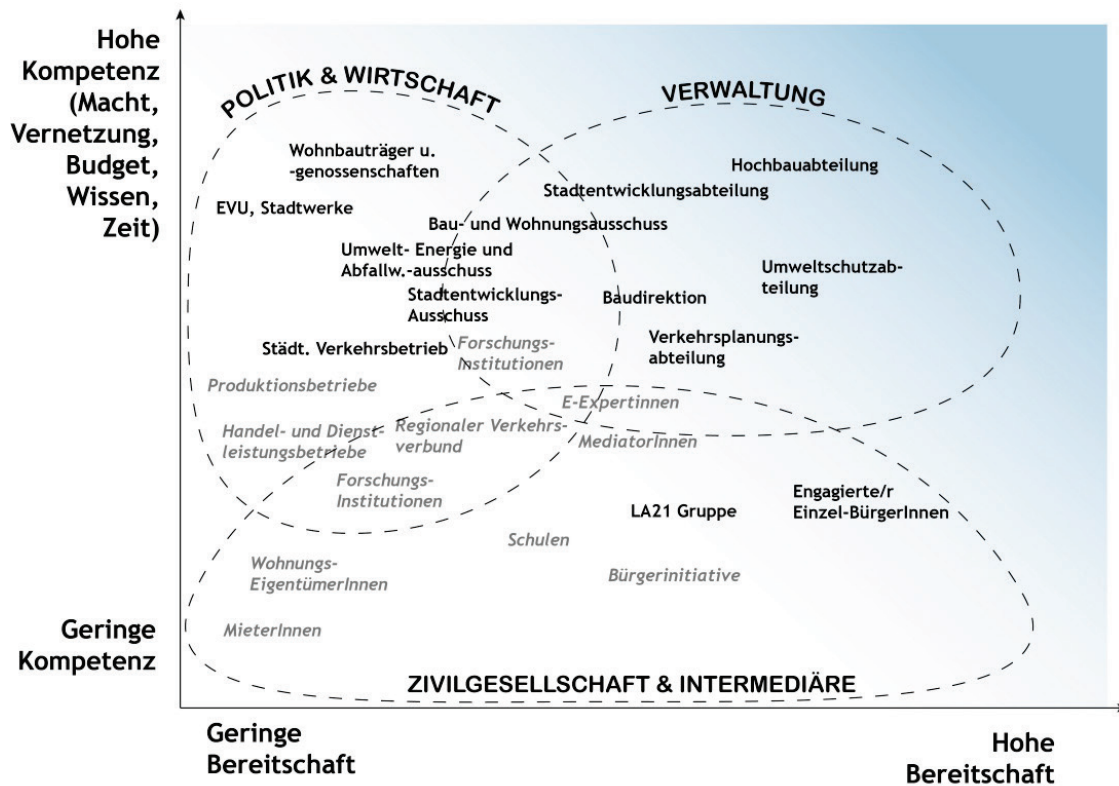 Hohe
Kompetenz
(Macht,
Vernetzung,
Budget,
Wissen,
Zeit)
POLITIK & WIRTSCHAFT
VERWALTUNG
Wohnbauträger u.
-genossenschaften
Hochbauabteilung
Stadtentwicklungsabteilung
EVU, Stadtwerke
Bau- und Wohnungsausschuss
Umwelt- Energie und
Abfallw.-ausschuss
Umweltschutzab-
teilung
Stadtentwicklungs-
Ausschuss
Baudirektion
Verkehrsplanungs-
abteilung
Städt. Verkehrsbetrieb
Forschungs-
Institutionen
Produktionsbetriebe
E-Expertinnen
Handel- und Dienst-
leistungsbetriebe
Regionaler Verkehrs-
verbund
MediatorInnen
Forschungs-
Institutionen
Engagierte/r
Einzel-BürgerInnen
LA21 Gruppe
Schulen
Wohnungs-
EigentümerInnen
Bürgerinitiative
MieterInnen
Geringe
Kompetenz
ZIVILGESELLSCHAFT & INTERMEDIÄRE
Geringe
Bereitschaft
Hohe
Bereitschaft